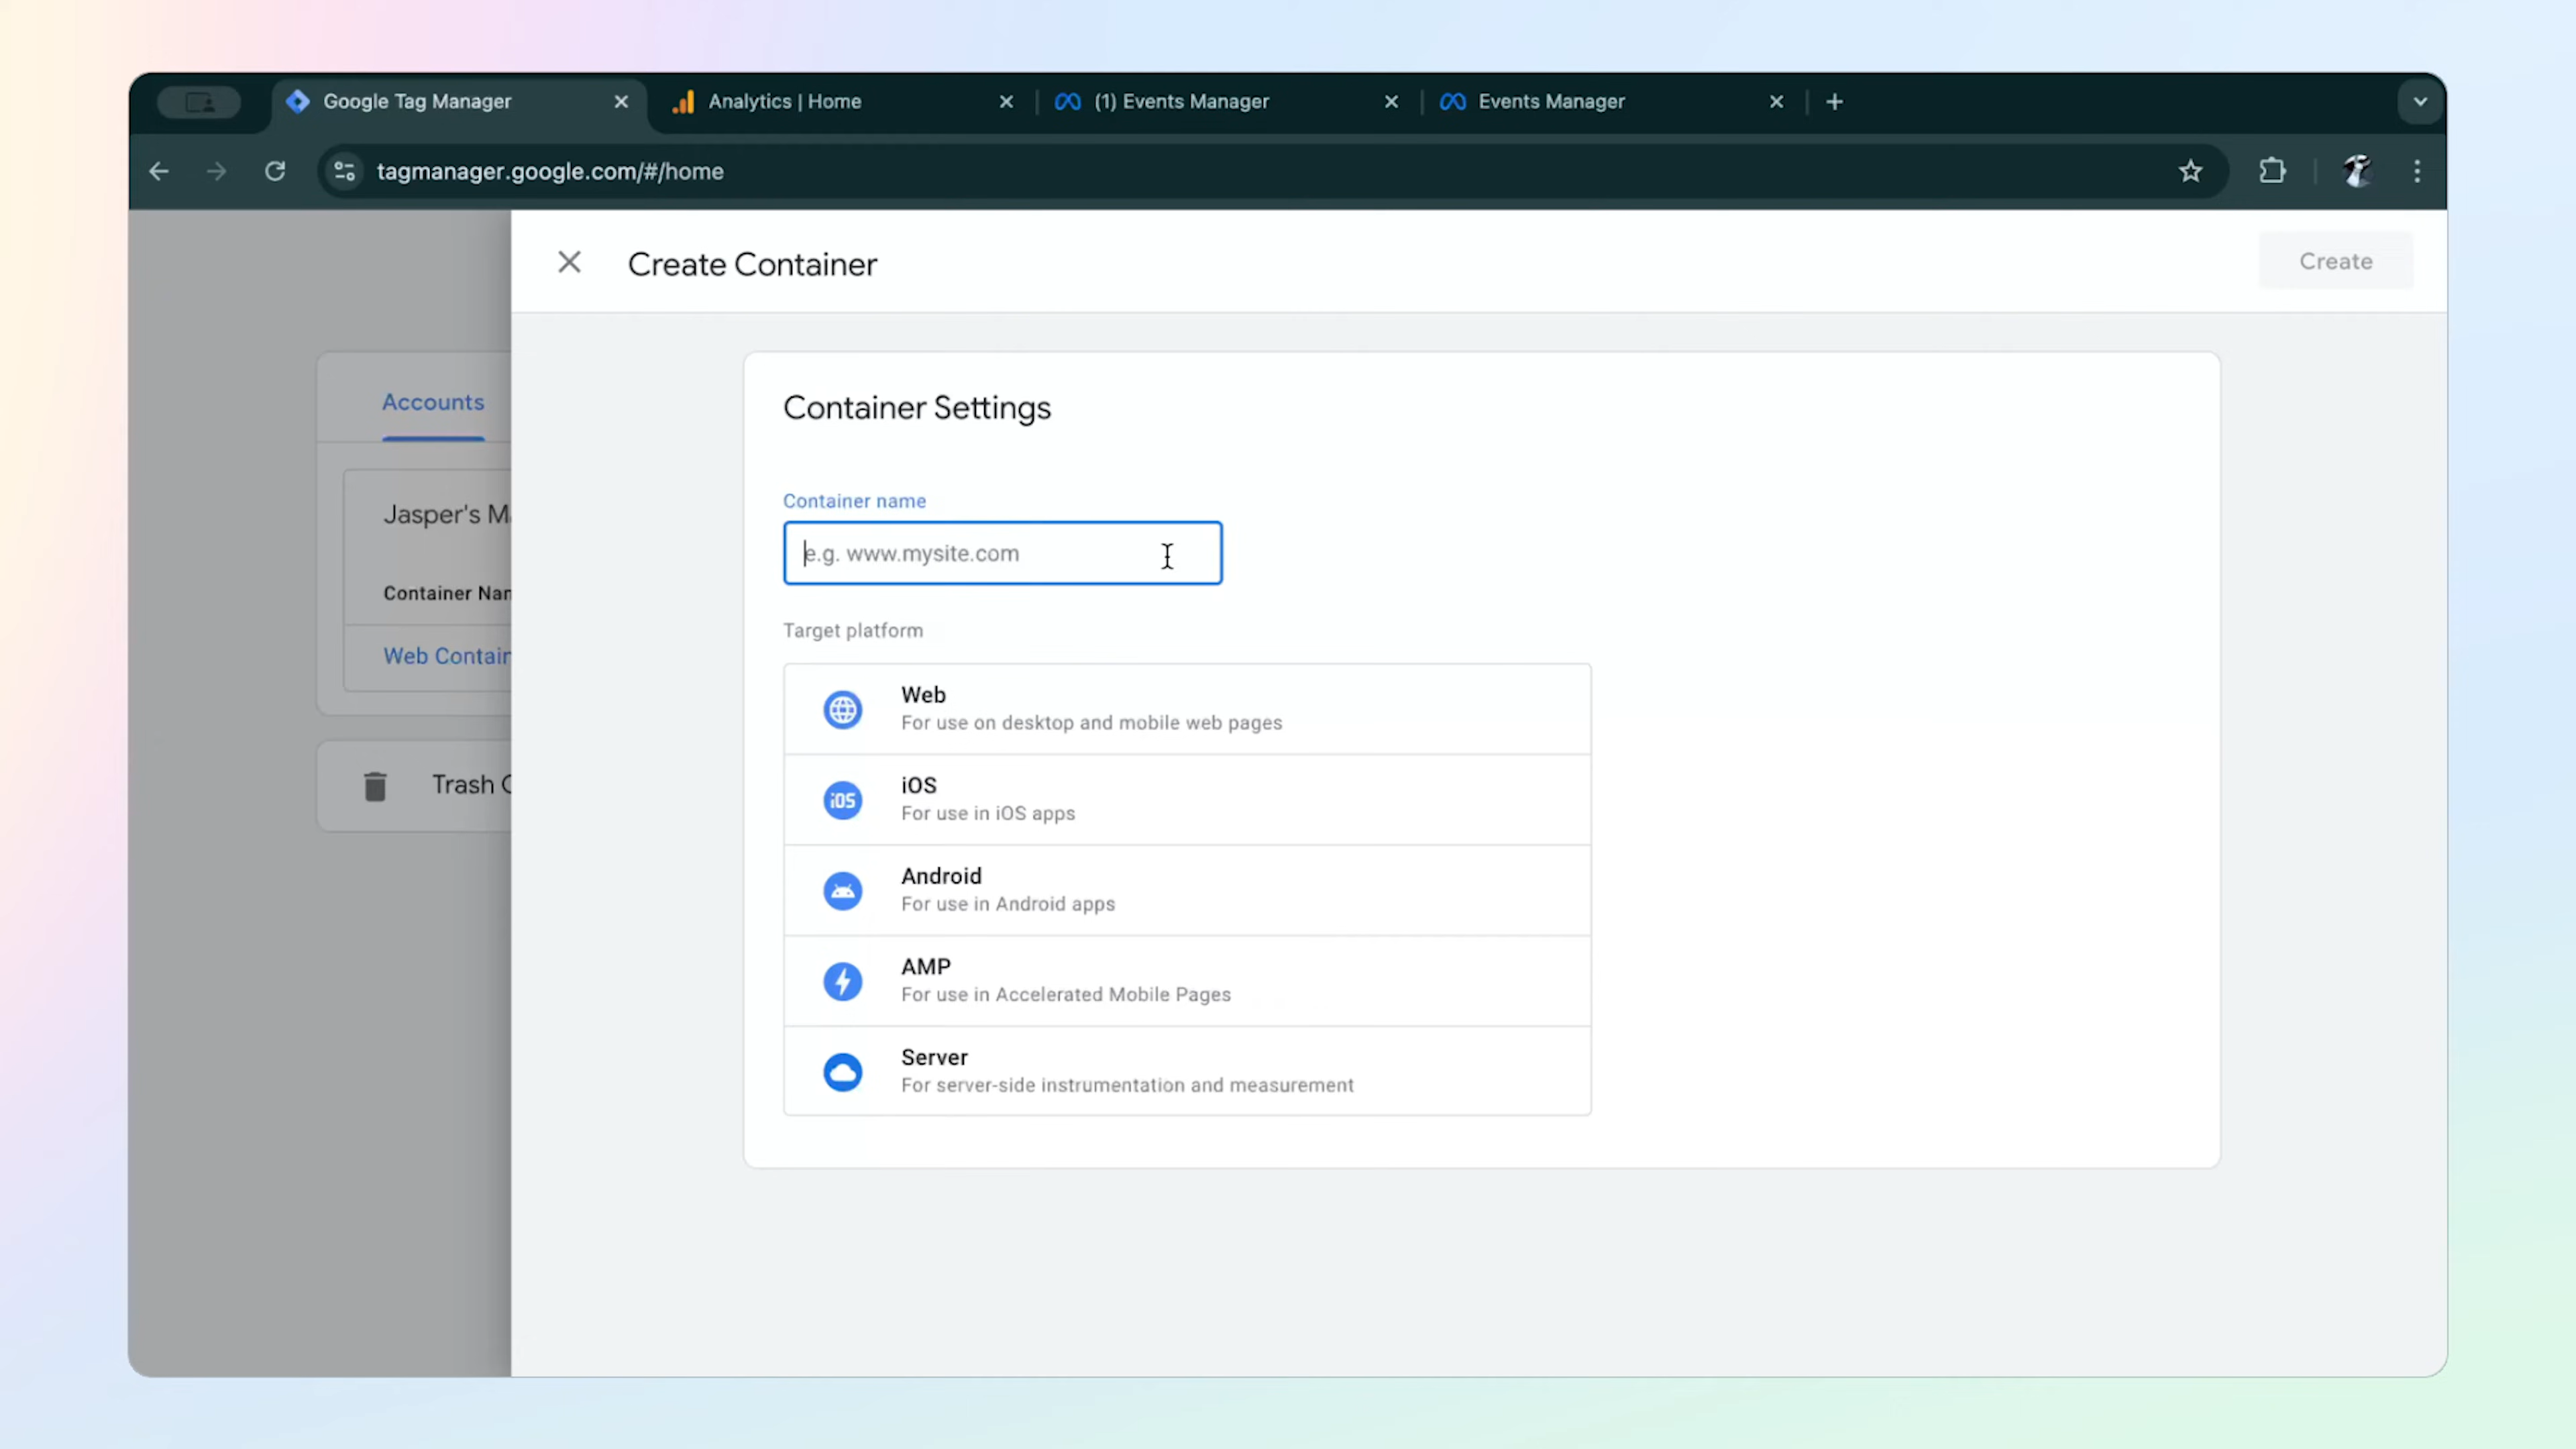 Google Tag Manager
Analytics | Home
(1) Events Manager
Events Manager
tagmanager.google.com/#/home
Create Container
Create
Accounts
Jasper's M
Container Nam
Web Contain
Trash
Container Settings
Container name
e.g. www.mysite.com
Target platform
Web
For use on desktop and mobile web pages
iOS
iOS
For use in iOS apps
Android
For use in Android apps
AMP
For use in Accelerated Mobile Pages
Server
For server-side instrumentation and measurement